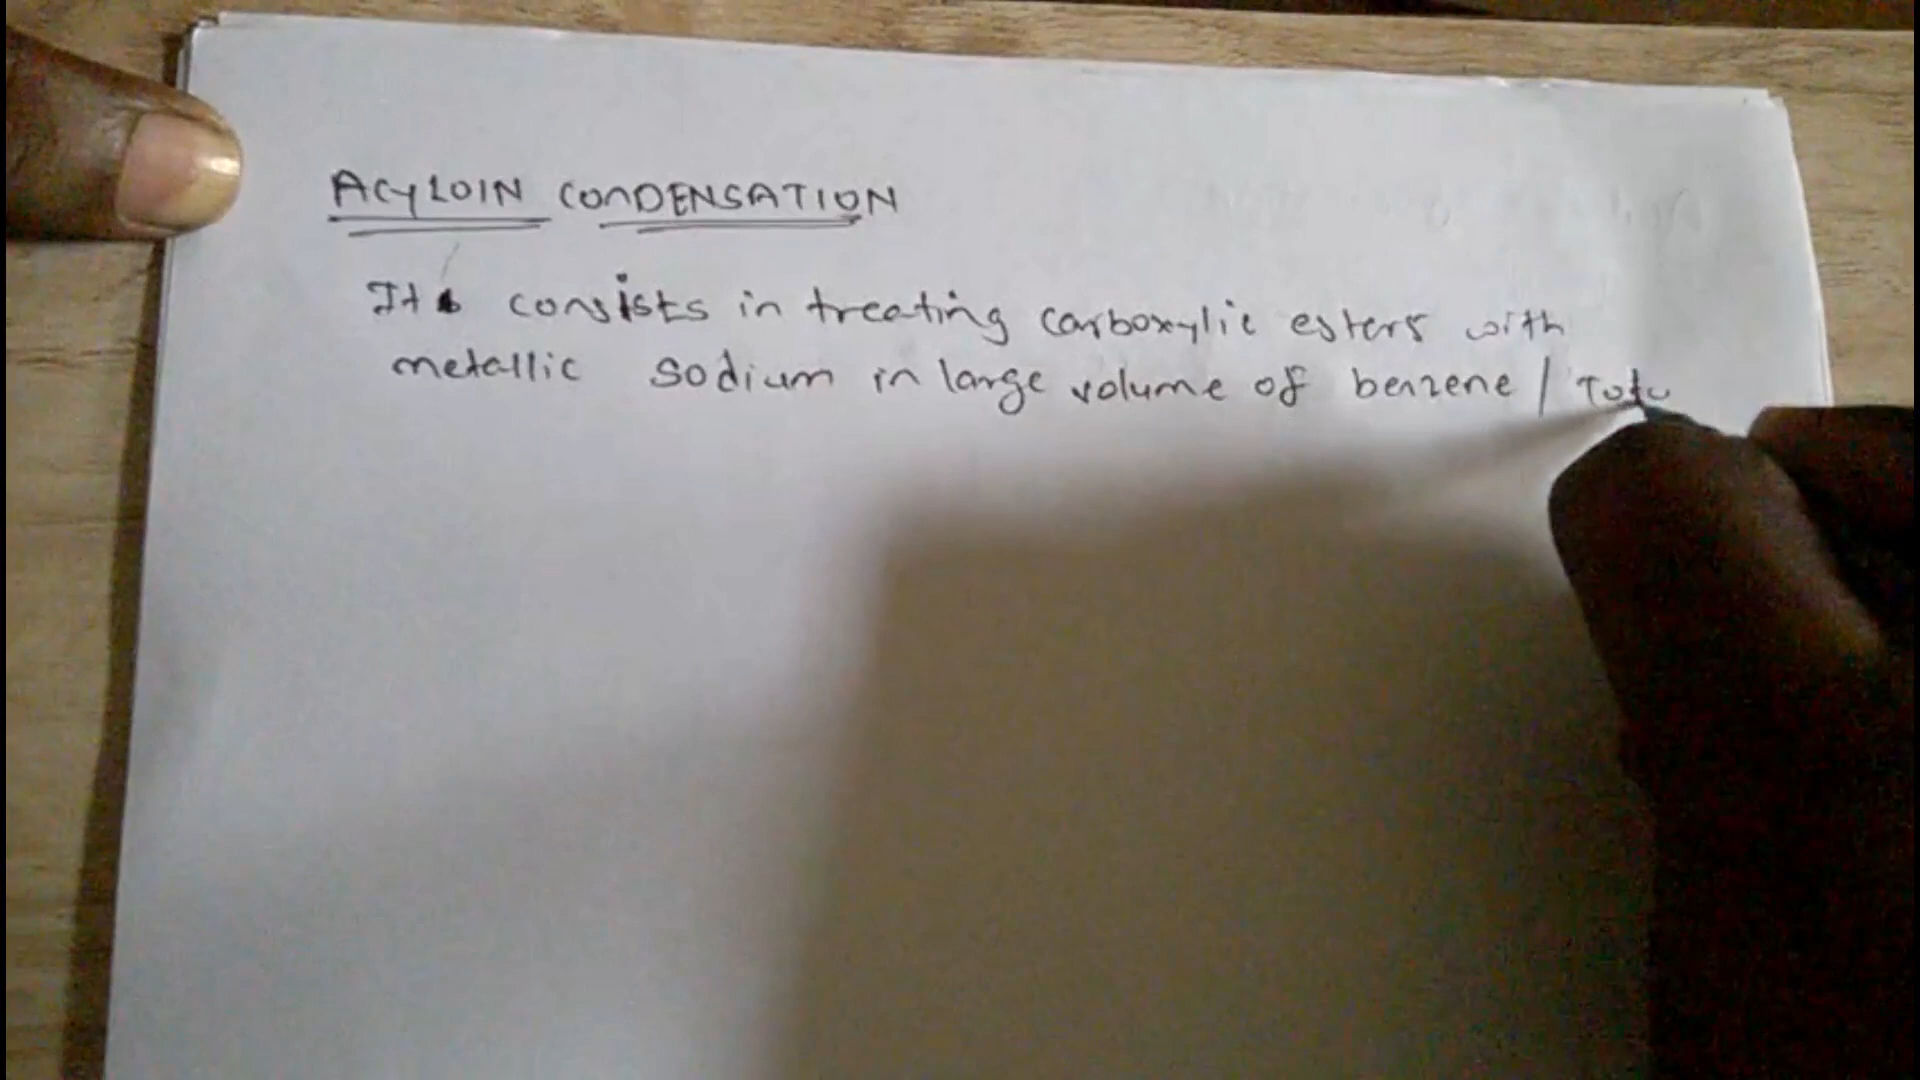 ACYLOIN CONDENSATION
It consists in treating carboxylic esters with
metallic sodium in large volume of benzene /